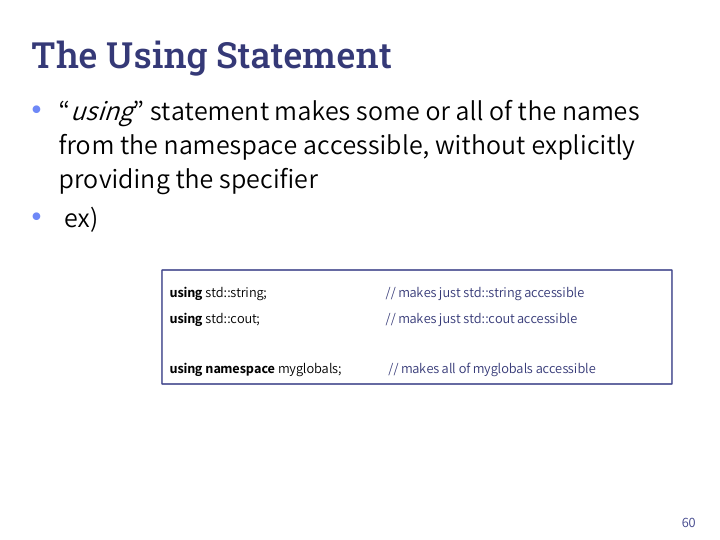 The Using Statement
• “using” statement makes some or all of the names
from the namespace accessible, without explicitly
providing the specifier
• ex)
using std::string; // makes just std::string accessible
using std::cout; // makes just std::cout accessible
using namespace myglobals; // makes all of myglobals accessible
60